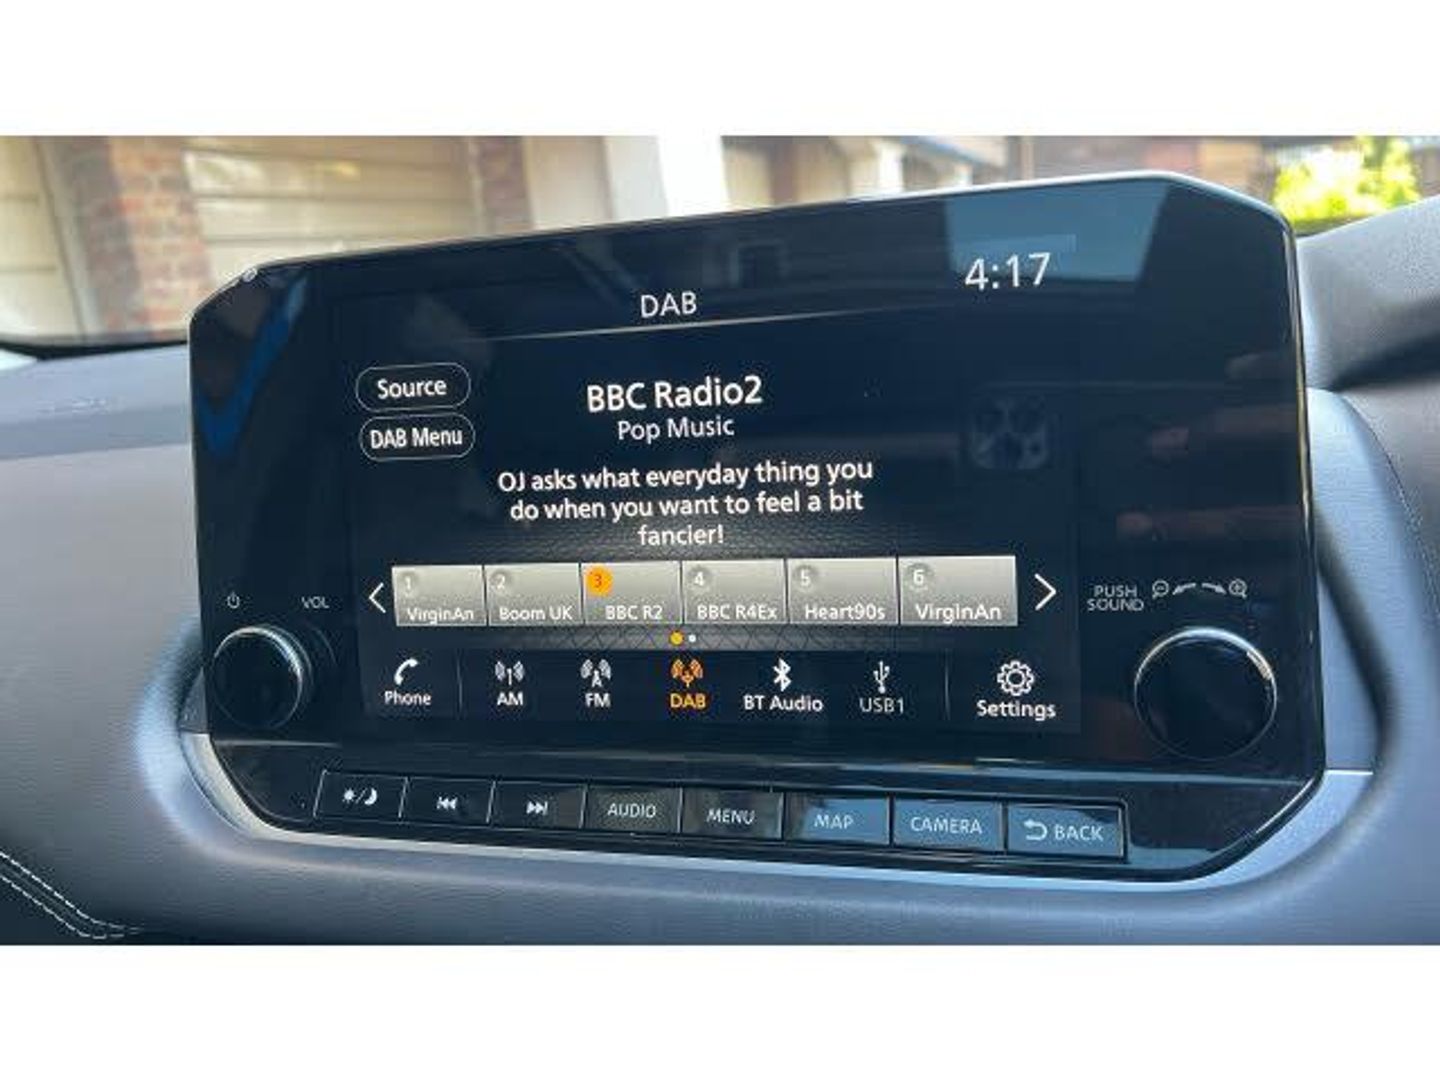 4:17
DAB
Source
BBC Radio2
Pop Music
DAB Menu
OJ asks what everyday thing you
do when you want to feel a bit
fancier!
1 2 3 4 5 6
VirginAn Boom UK BBC R2 BBC R4Ex Heart90s VirginAn
VOL
PUSH
SOUND
Phone AM FM DAB BT Audio USB1 Settings
AUDIO MENU MAP CAMERA BACK